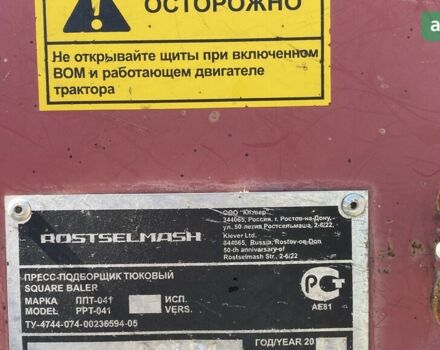 ОСТОРОЖНО
Не открывайте щиты при включенном
ВОМ и работающем двигателе
трактора
ROSTSELMASH
ООО "Клевер"
344065, Россия, г. Ростов-на-Дону,
ул. 50-летия Ростсельмаша, 2-6/22,
Klever Ltd.
344065, Russia, Rostov-on-Don
50-th anniversary of
Rostselmash Str., 2-6/22
ПРЕСС-ПОДБОРЩИК ТЮКОВЫЙ
SQUARE BALER
МАРКА ППТ-041 ИСП.
MODEL PPT-041 VERS.
ТУ-4744-074-00235594-05
АЕ81
ГОД/YEAR 20